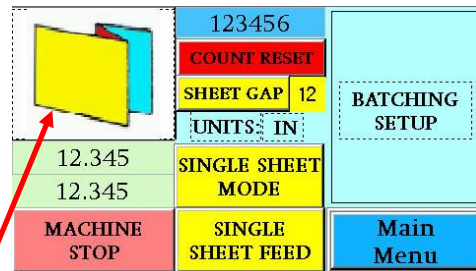 123456
COUNT RESET
SHEET GAP 12
UNITS: IN
BATCHING
SETUP
12.345
12.345
SINGLE SHEET
MODE
MACHINE
STOP
SINGLE
SHEET FEED
Main
Menu